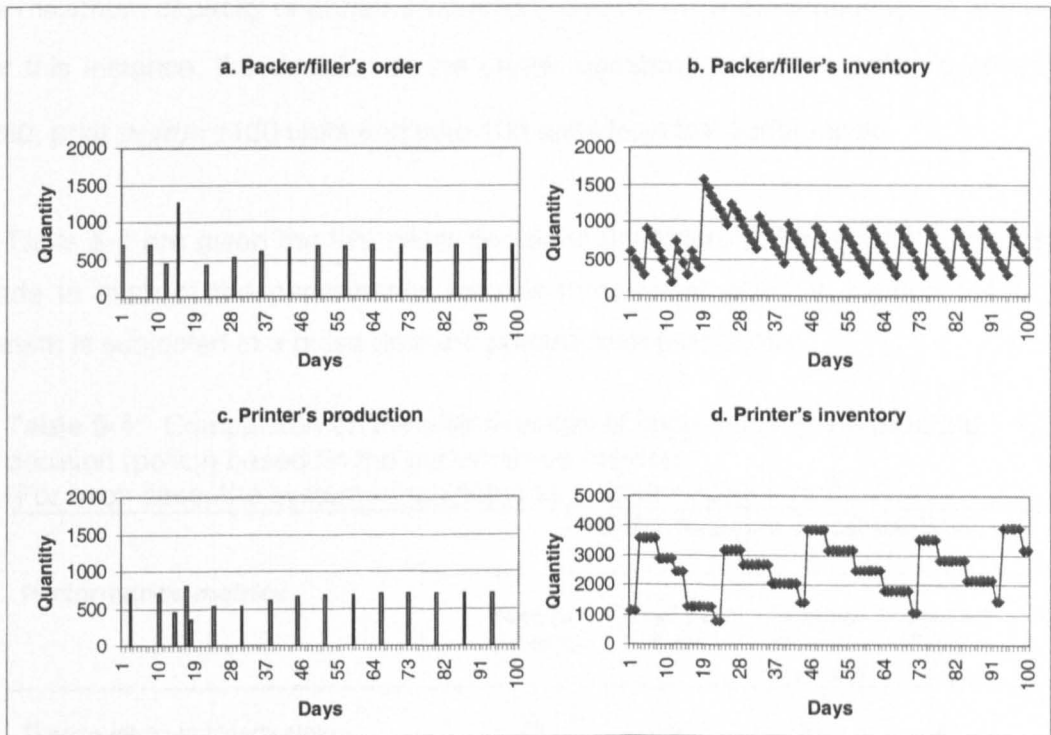 a. Packer/filler's order
b. Packer/filler's inventory
2000
1500
1000
500
0
Quantity
1 10 19 28 37 46 55 64 73 82 91 100
Days
2000
1500
1000
500
0
Quantity
1 10 19 28 37 46 55 64 73 82 91 100
Days
c. Printer's production
d. Printer's inventory
2000
1500
1000
500
0
Quantity
1 10 19 28 37 46 55 64 73 82 91 100
Days
5000
4000
3000
2000
1000
0
Quantity
1 10 19 28 37 46 55 64 73 82 91 100
Days